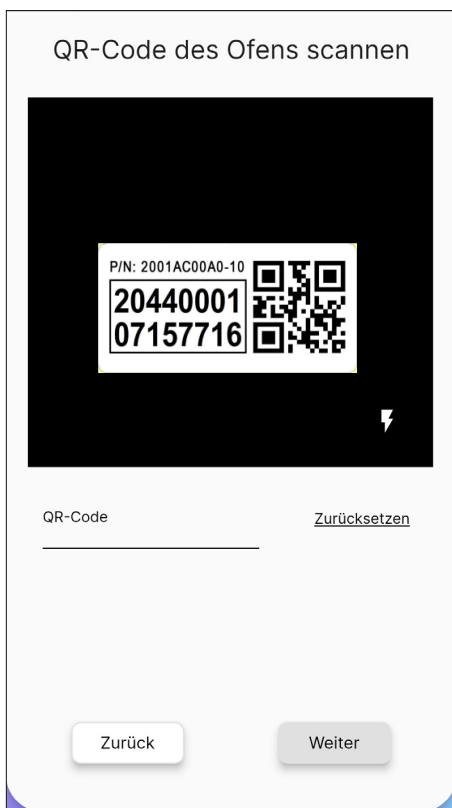 QR-Code des Ofens scannen
P/N: 2001AC00A0-10
20440001
07157716
QR-Code
Zurücksetzen
Zurück
Weiter